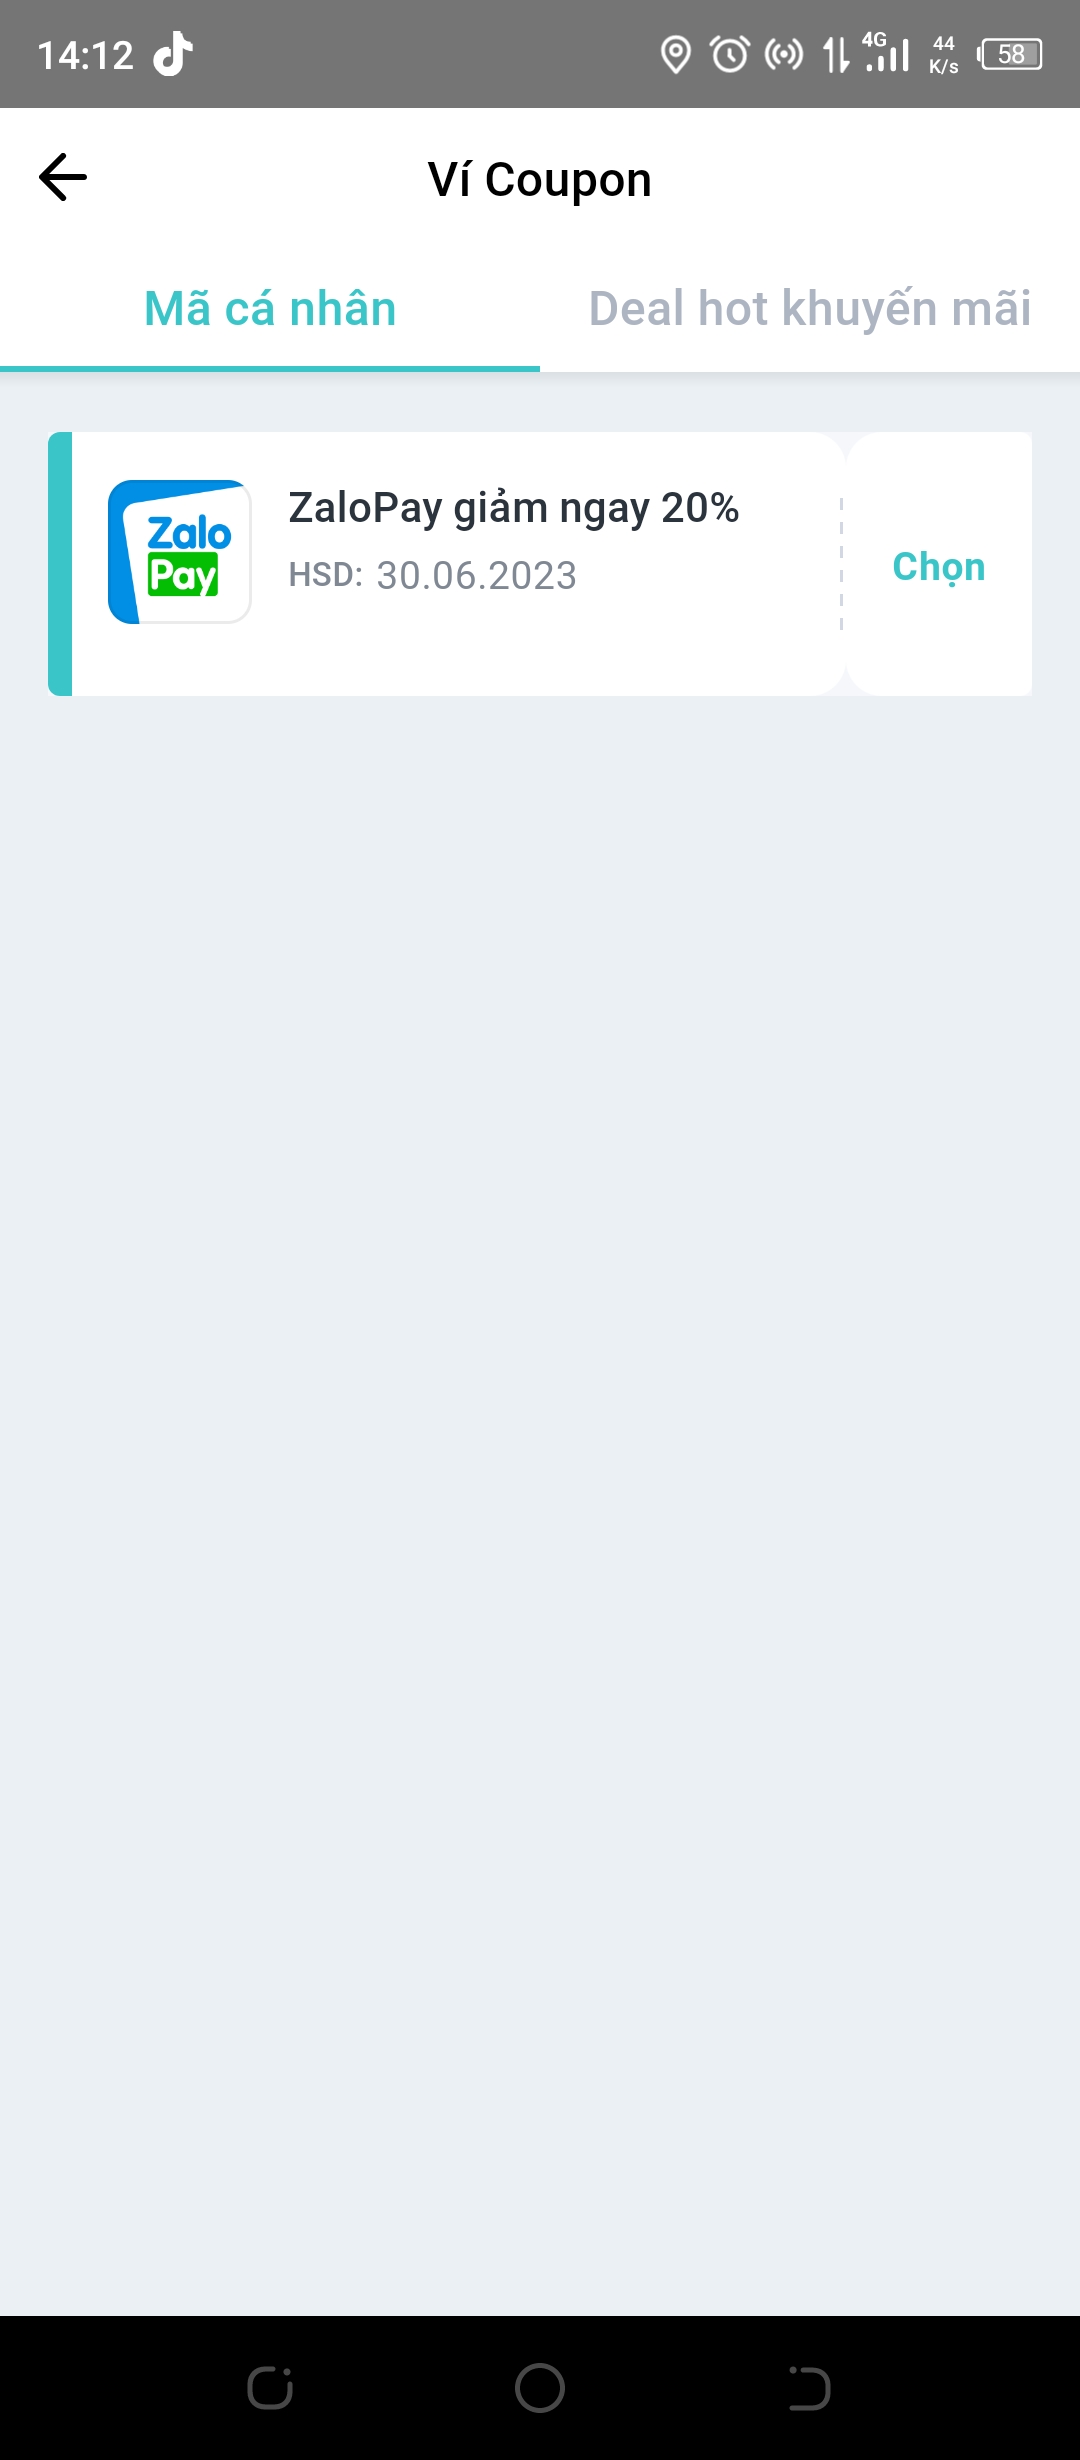 14:12
4G
44
K/s
58
Ví Coupon
Mã cá nhân
Deal hot khuyến mãi
Zalo
Pay
ZaloPay giảm ngay 20%
HSD: 30.06.2023
Chọn